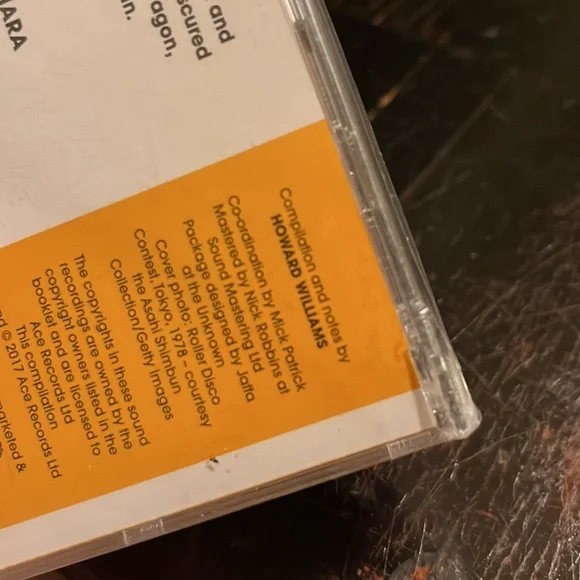 and
scured
agon,
n.
ARA
Compilation and notes by
HOWARD WILLIAMS
Coordination by Mick Patrick
Mastered by Nick Robbins at
Sound Mastering Ltd
Package designed by Jaffa
at the Unknown
Cover photo: Roller Disco
Contest Tokyo, 1978 – courtesy
the Asahi Shimbun
Collection/Getty Images
The copyrights in these sound
recordings are owned by the
copyright owners listed in the
booklet and are licensed to
Ace Records Ltd
This compilation
© 2017 Ace Records Ltd
marketed &